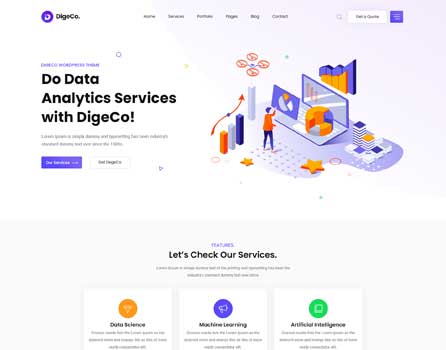 DigeCo.
Home Services Portfolio Pages Blog Contact
Get a Quote
DIGECO WORDPRESS THEME
Do Data
Analytics Services
with DigeCo!
Lorem Ipsum is simply dummy and typesetting has been industry's
standard dummy text ever since the 1500s.
Our Services
Get DigeCo
FEATURES
Let's Check Our Services.
Lorem Ipsum is simply dummy text of the printing and typesetting has been the
industry's standard dummy text ever since
Data Science
Machine Learning
Artificial Intelligence